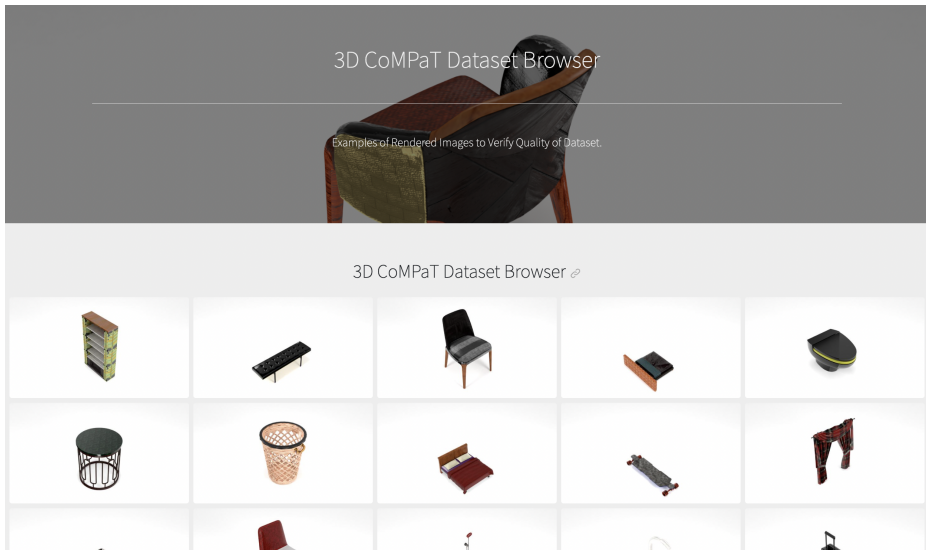 3D CoMPaT Dataset Browser
Examples of Rendered Images to Verify Quality of Dataset.
3D CoMPaT Dataset Browser